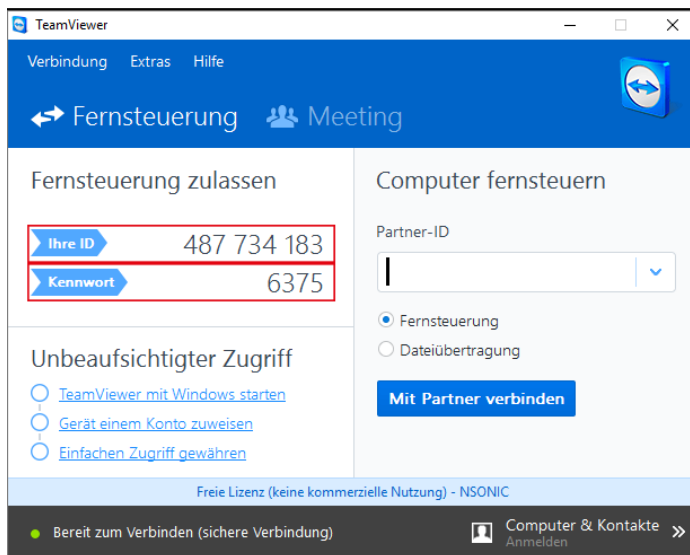 TeamViewer
Verbindung Extras Hilfe
Fernsteuerung Meeting
Fernsteuerung zulassen
Ihre ID 487 734 183
Kennwort 6375
Unbeaufsichtigter Zugriff
TeamViewer mit Windows starten
Gerät einem Konto zuweisen
Einfachen Zugriff gewähren
Computer fernsteuern
Partner-ID
Fernsteuerung
Dateiübertragung
Mit Partner verbinden
Freie Lizenz (keine kommerzielle Nutzung) - NSONIC
Bereit zum Verbinden (sichere Verbindung)
Computer & Kontakte
Anmelden